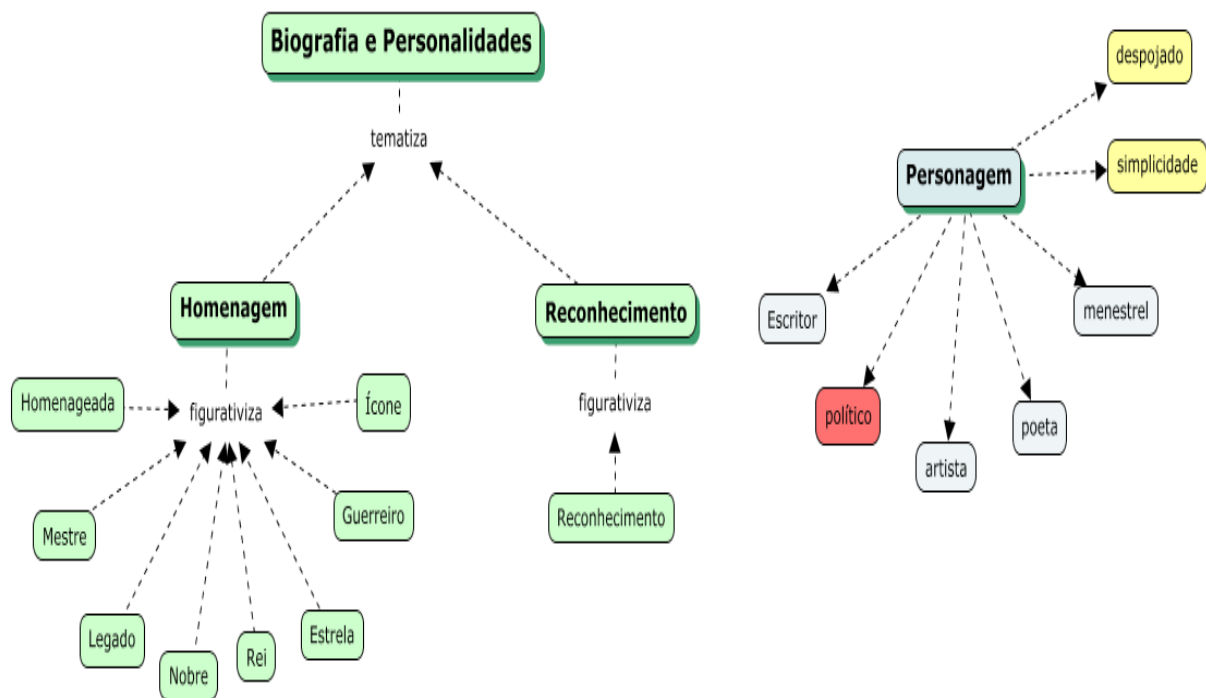 Biografia e Personalidades
tematiza
Homenagem
Reconhecimento
Homenageada
figurativiza
Ícone
figurativiza
Mestre
Guerreiro
Reconhecimento
Legado
Nobre
Rei
Estrela
despojado
Personagem
simplicidade
Escritor
menestrel
político
artista
poeta